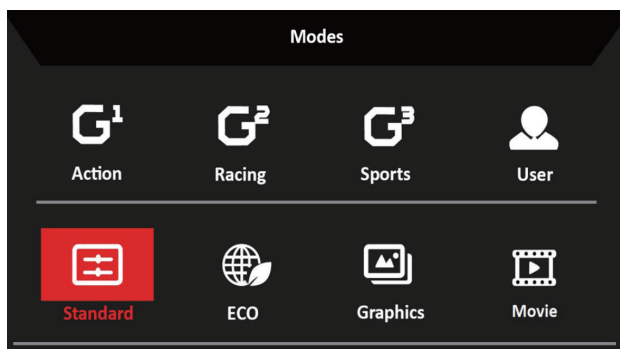 Modes
G¹ G² G³
Action Racing Sports User
Standard ECO Graphics Movie